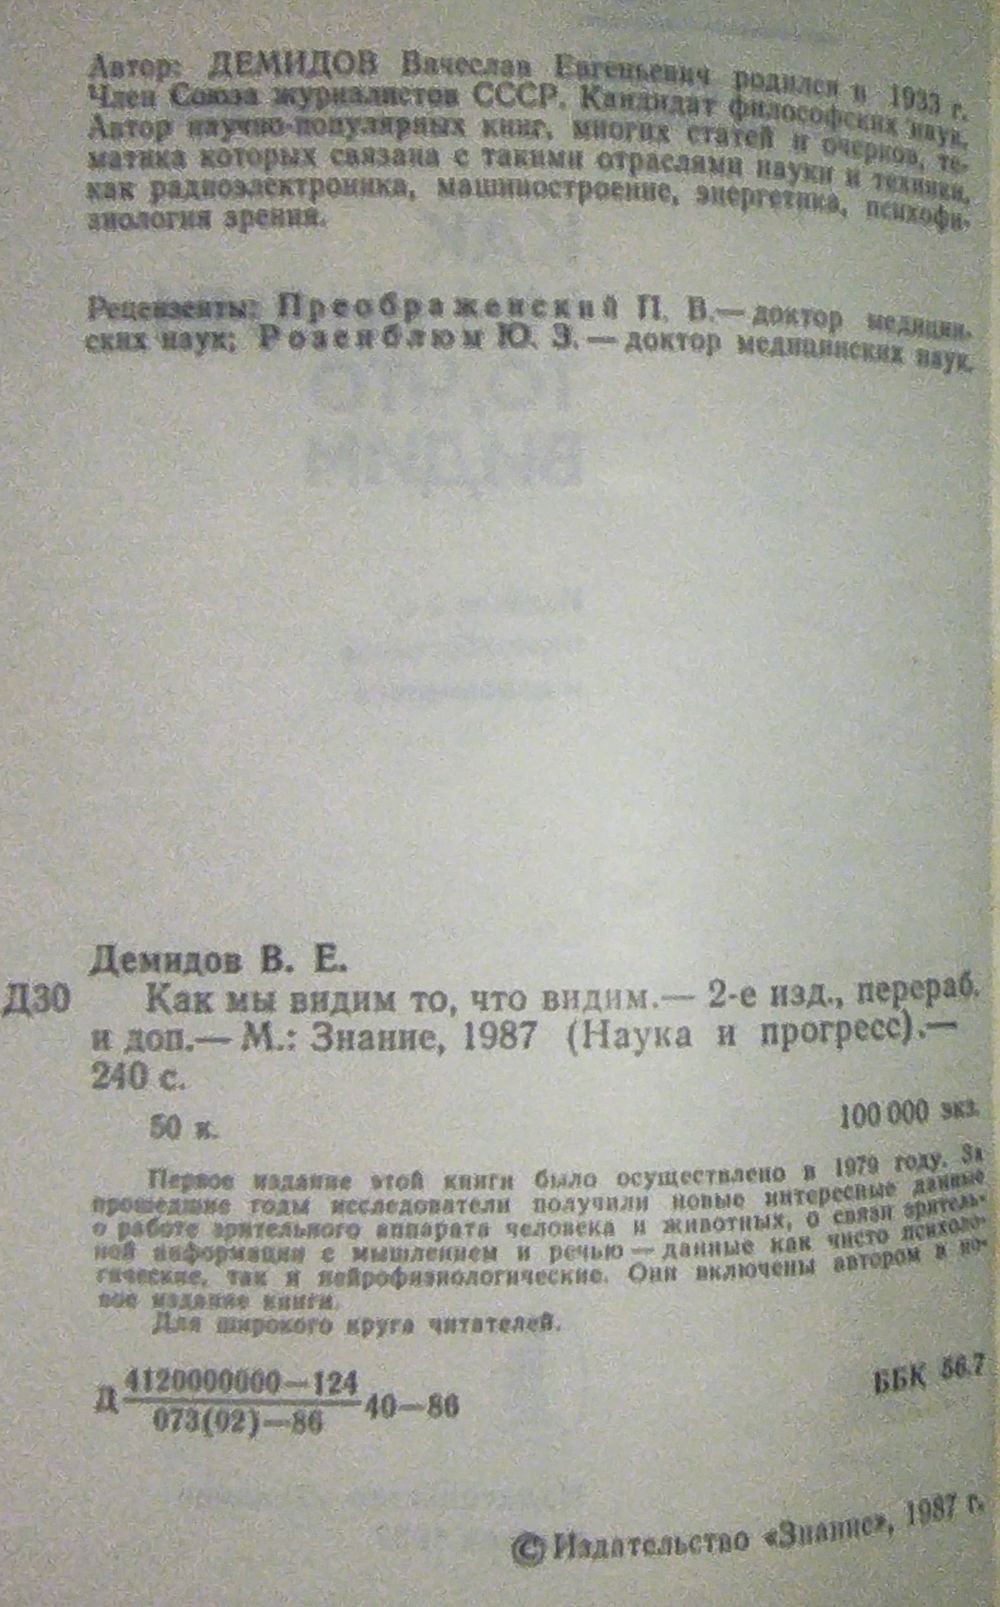 Автор: ДЕМИДОВ Вячеслав Евгеньевич родился в 1933 г.
Член Союза журналистов СССР. Кандидат философских наук.
Автор научно-популярных книг, многих статей и очерков, те-
матика которых связана с такими отраслями науки и техники,
как радиоэлектроника, машиностроение, энергетика, психофи-
зиология зрения.
Рецензенты: Преображенский П. В.— доктор медицин-
ских наук; Розенблюм Ю. З.— доктор медицинских наук.
Демидов В. Е.
Д30 Как мы видим то, что видим.— 2-е изд., перераб.
и доп.— М.: Знание, 1987 (Наука и прогресс).—
240 с.
50 к. 100 000 экз.
Первое издание этой книги было осуществлено в 1979 году. За
прошедшие годы исследователи получили новые интересные данные
о работе зрительного аппарата человека и животных, о связи зритель-
ной информации с мышлением и речью — данные как чисто психоло-
гические, так и нейрофизиологические. Они включены автором в но-
вое издание книги.
Для широкого круга читателей.
Д 4120000000—124
073(02)—86 40—86
ББК 56.7
© Издательство «Знание», 1987 г.